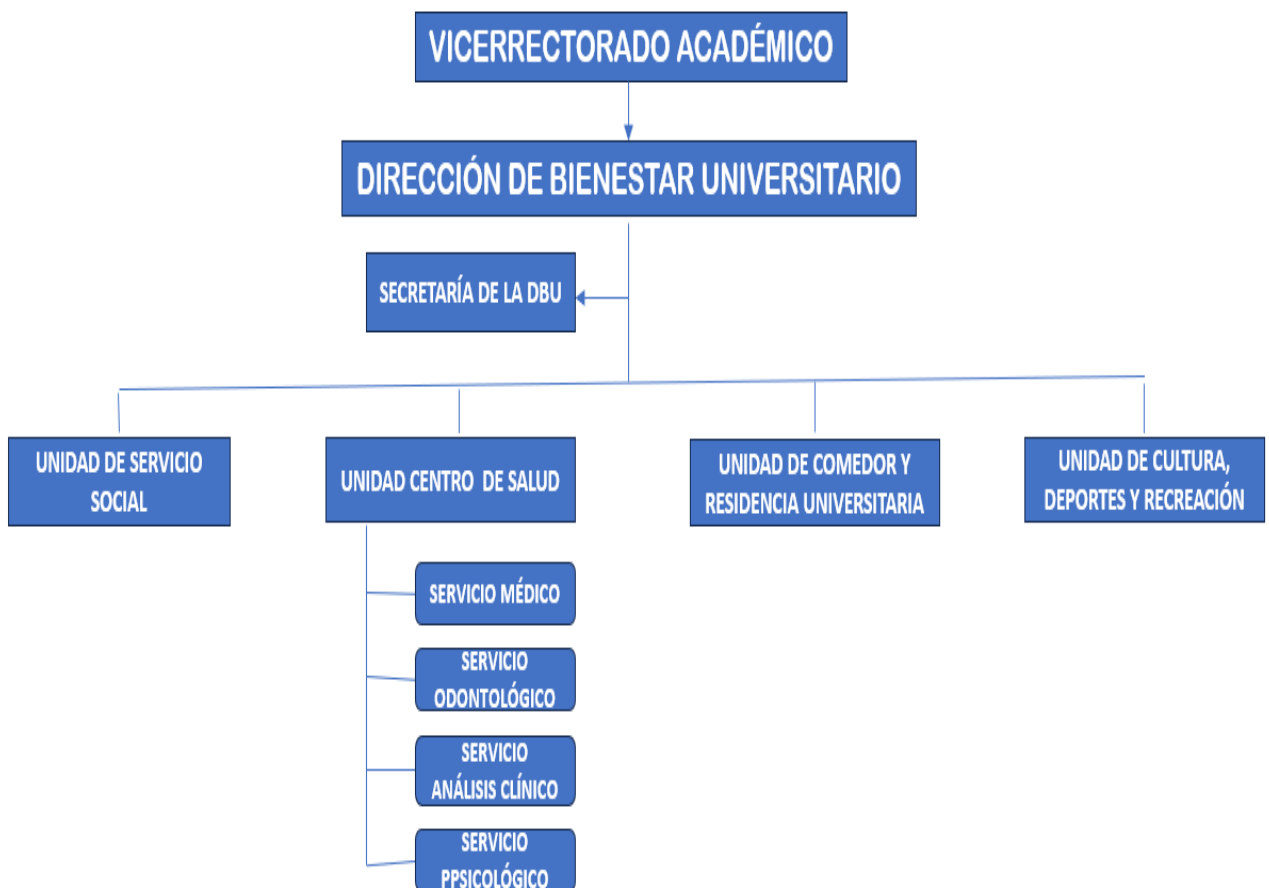 VICERRECTORADO ACADÉMICO
DIRECCIÓN DE BIENESTAR UNIVERSITARIO
SECRETARÍA DE LA DBU
UNIDAD DE SERVICIO
SOCIAL
UNIDAD CENTRO DE SALUD
UNIDAD DE COMEDOR Y
RESIDENCIA UNIVERSITARIA
UNIDAD DE CULTURA,
DEPORTES Y RECREACIÓN
SERVICIO MÉDICO
SERVICIO
ODONTOLÓGICO
SERVICIO
ANÁLISIS CLÍNICO
SERVICIO
PPSICOLÓGICO